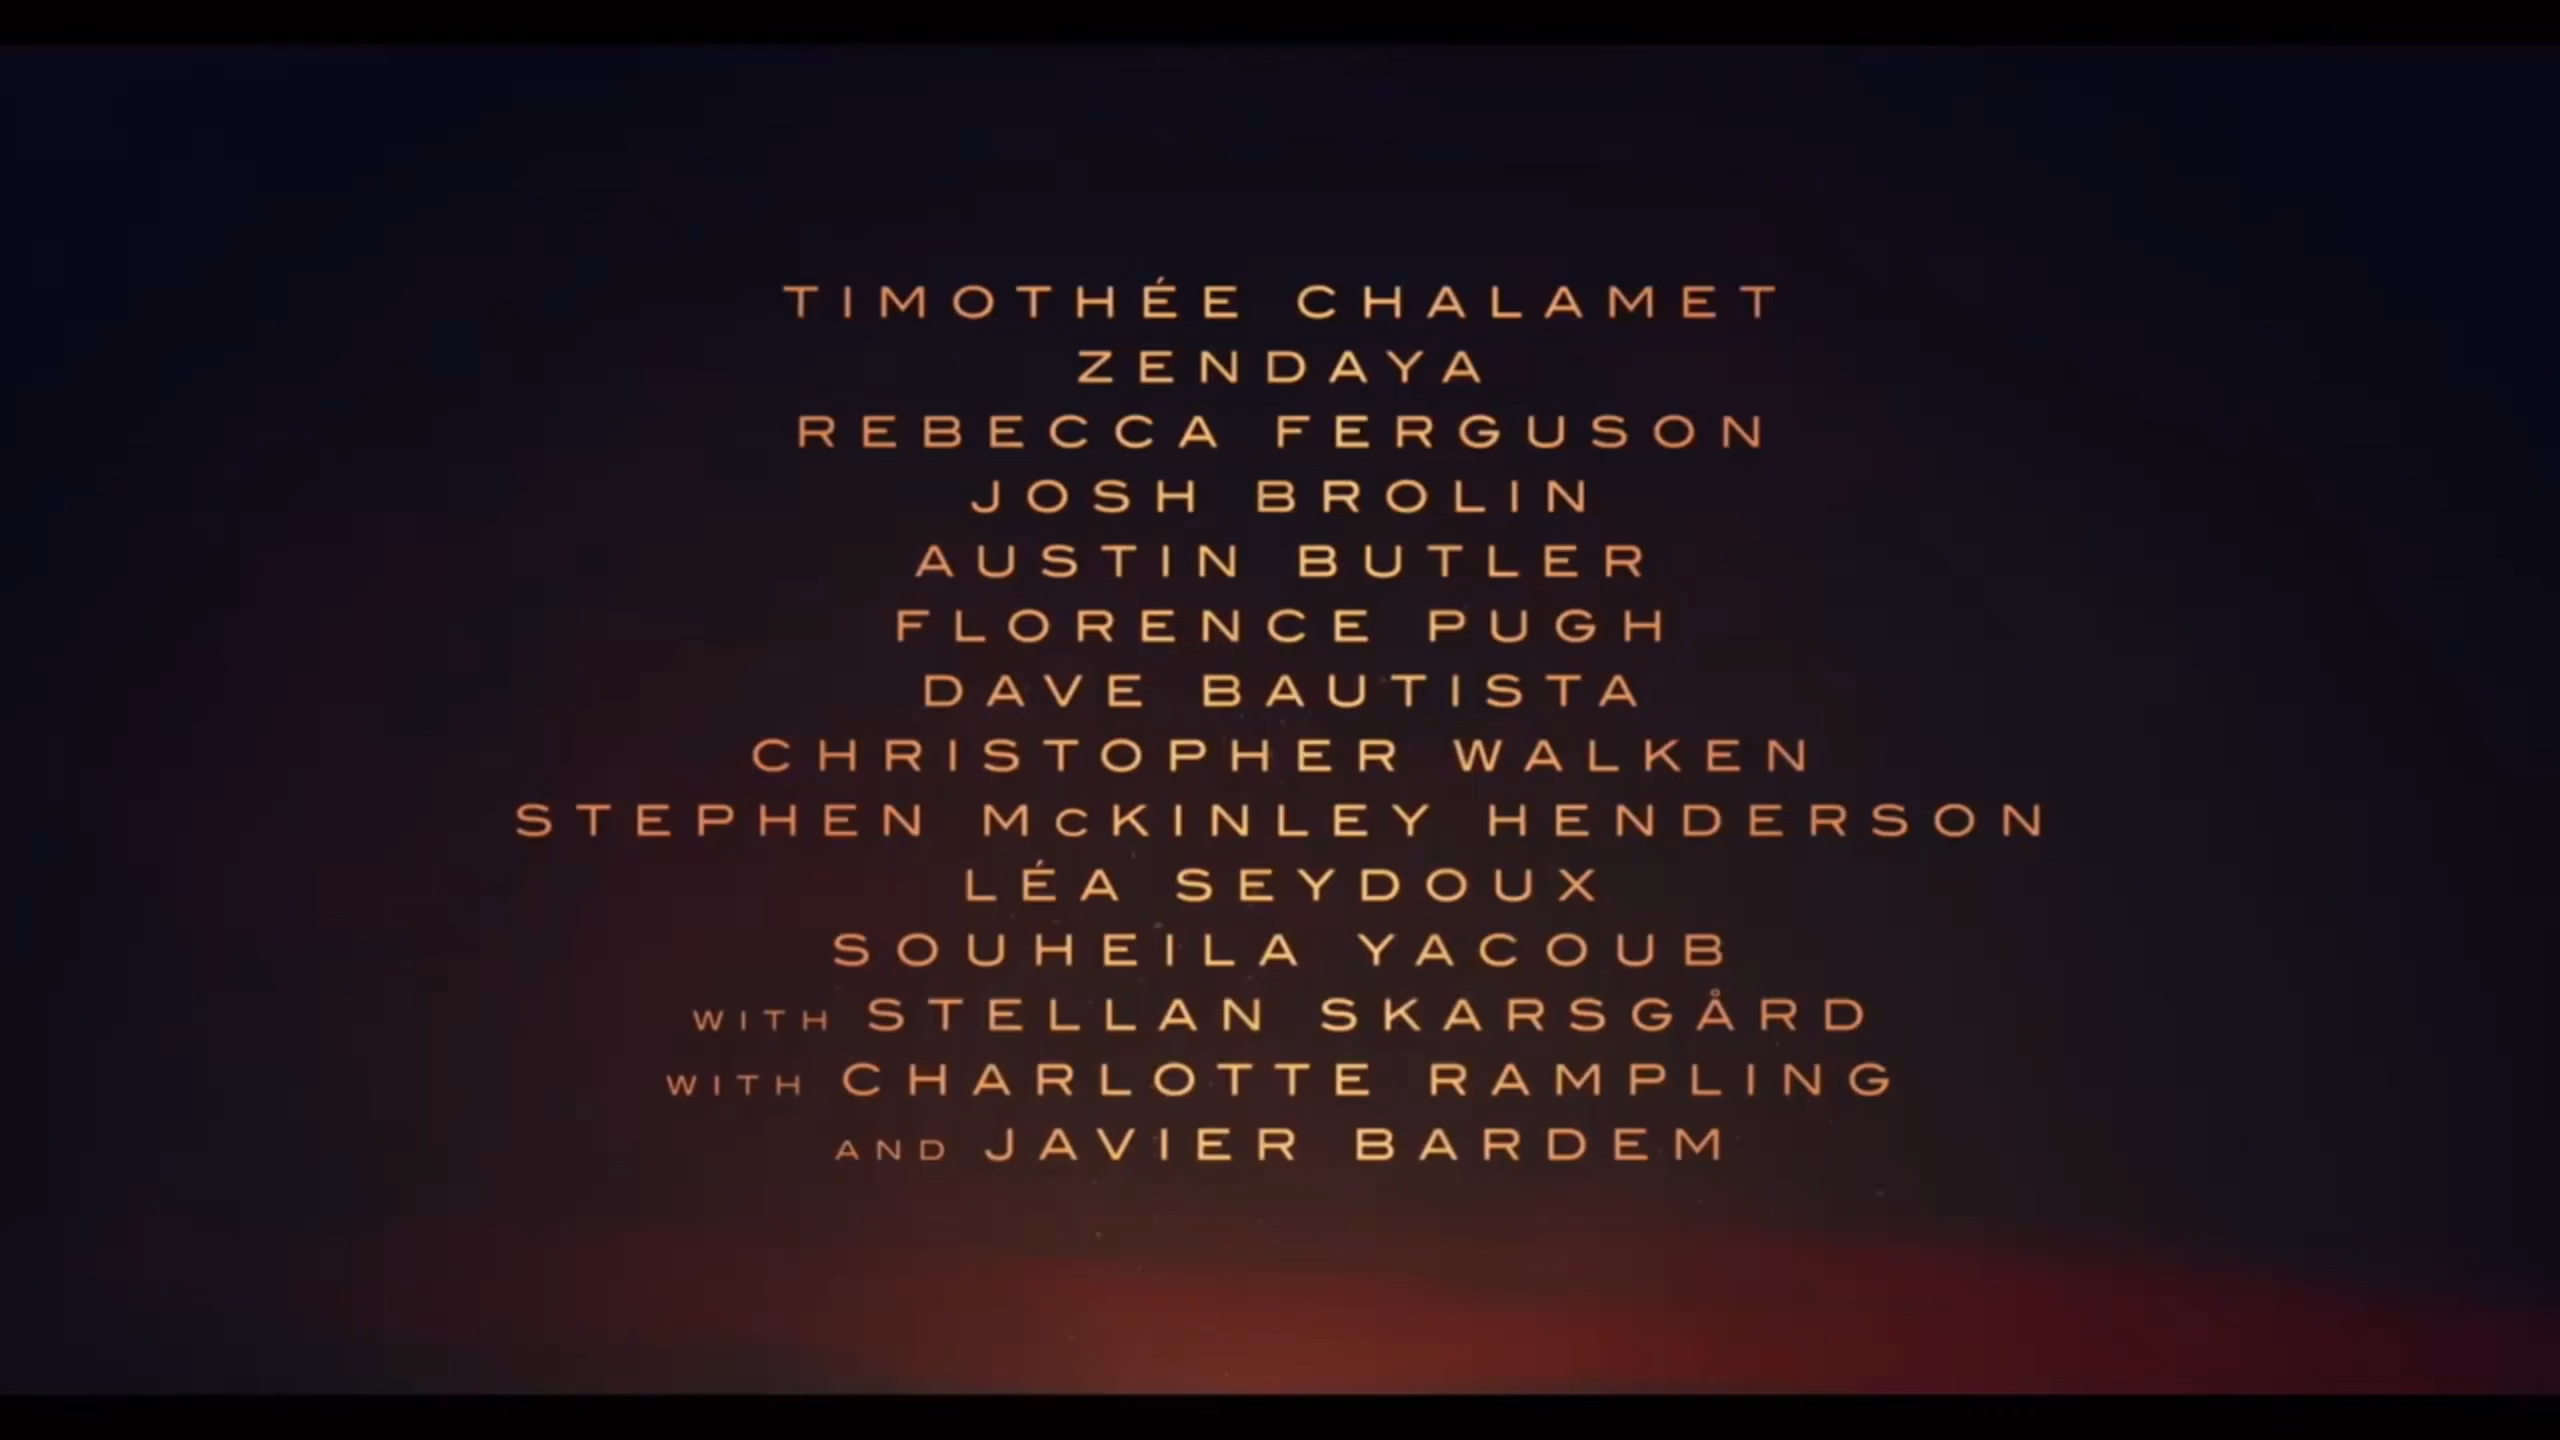 TIMOTHÉE CHALAMET
ZENDAYA
REBECCA FERGUSON
JOSH BROLIN
AUSTIN BUTLER
FLORENCE PUGH
DAVE BAUTISTA
CHRISTOPHER WALKEN
STEPHEN McKINLEY HENDERSON
LÉA SEYDOUX
SOUHEILA YACOUB
WITH STELLAN SKARSGÅRD
WITH CHARLOTTE RAMPLING
AND JAVIER BARDEM